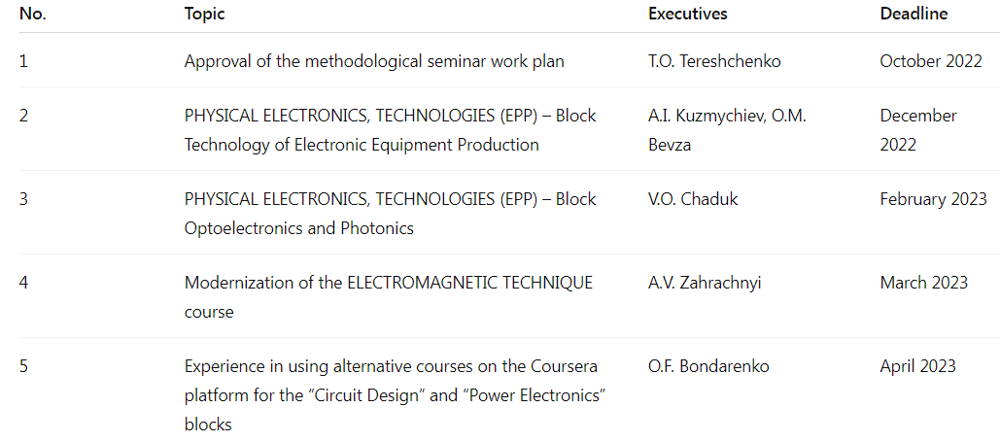 No. Topic Executives Deadline
1 Approval of the methodological seminar work plan T.O. Tereshchenko October 2022
2 PHYSICAL ELECTRONICS, TECHNOLOGIES (EPP) – Block A.I. Kuzmychiev, O.M. December
Technology of Electronic Equipment Production Bevza 2022
3 PHYSICAL ELECTRONICS, TECHNOLOGIES (EPP) – Block V.O. Chaduk February 2023
Optoelectronics and Photonics
4 Modernization of the ELECTROMAGNETIC TECHNIQUE A.V. Zahrachnyi March 2023
course
5 Experience in using alternative courses on the Coursera O.F. Bondarenko April 2023
platform for the “Circuit Design” and “Power Electronics”
blocks